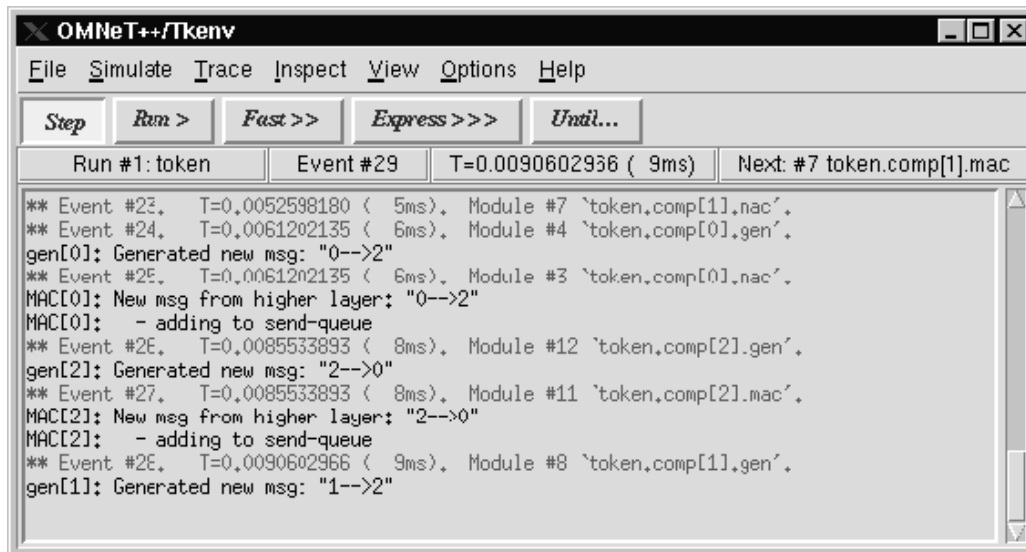 OMNeT++/Tkenv
File Simulate Trace Inspect View Options Help
Step Run > Fast >> Express >>> Until...
Run #1: token Event #29 T=0.0090602966 ( 9ms) Next: #7 token.comp[1].mac
** Event #23. T=0.0052598180 ( 5ms). Module #7 `token.comp[1].mac'.
** Event #24. T=0.0061202135 ( 6ms). Module #4 `token.comp[0].gen'.
gen[0]: Generated new msg: "0-->2"
** Event #25. T=0.0061202135 ( 6ms). Module #3 `token.comp[0].mac'.
MAC[0]: New msg from higher layer: "0-->2"
MAC[0]: - adding to send-queue
** Event #26. T=0.0085533893 ( 8ms). Module #12 `token.comp[2].gen'.
gen[2]: Generated new msg: "2-->0"
** Event #27. T=0.0085533893 ( 8ms). Module #11 `token.comp[2].mac'.
MAC[2]: New msg from higher layer: "2-->0"
MAC[2]: - adding to send-queue
** Event #28. T=0.0090602966 ( 9ms). Module #8 `token.comp[1].gen'.
gen[1]: Generated new msg: "1-->2"